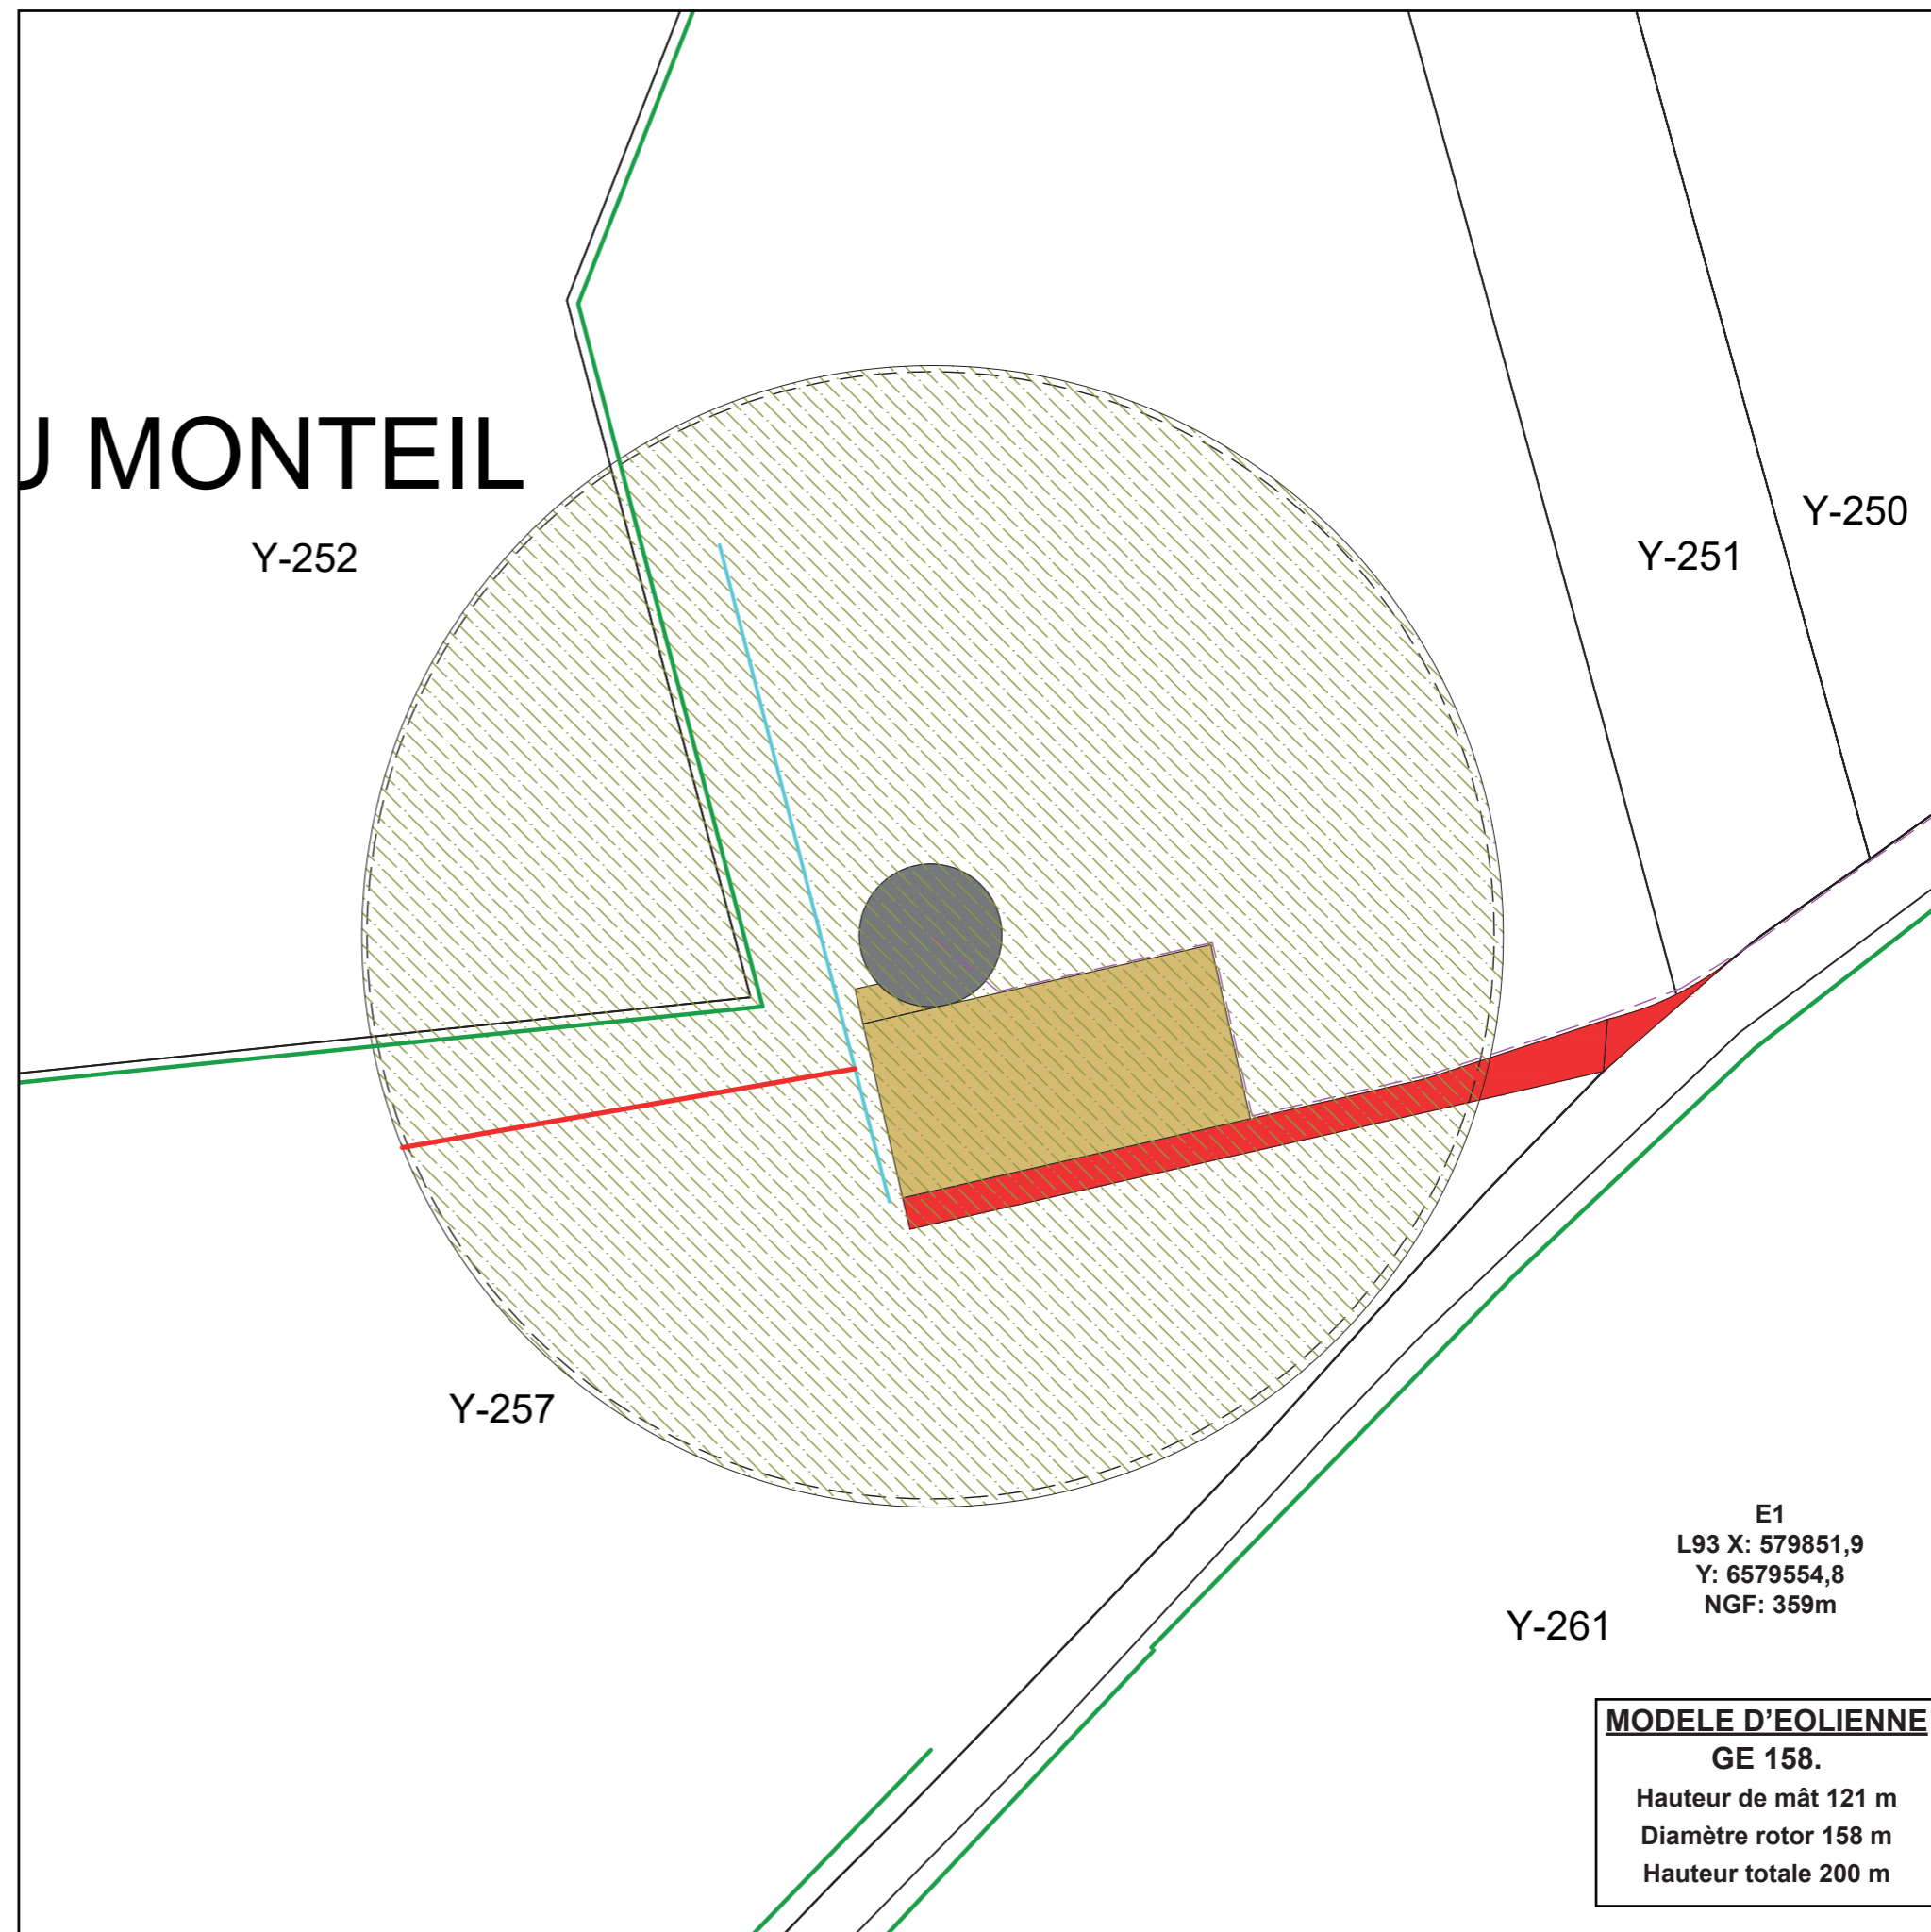 U MONTEIL
Y-252
Y-250
Y-251
Y-257
E1
L93 X: 579851,9
Y: 6579554,8
NGF: 359m
Y-261
MODELE D'EOLIENNE
GE 158.
Hauteur de mât 121 m
Diamètre rotor 158 m
Hauteur totale 200 m